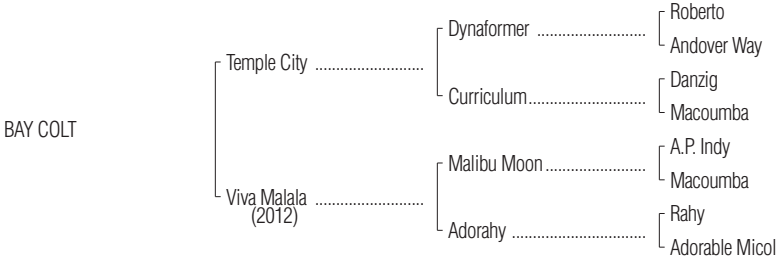 Roberto
Dynaformer ..........................
Andover Way
Temple City ..........................
Danzig
Curriculum............................
Macoumba
BAY COLT
A.P. Indy
Malibu Moon........................
Macoumba
Viva Malala ..........................
(2012)
Rahy
Adorahy ................................
Adorable Micol